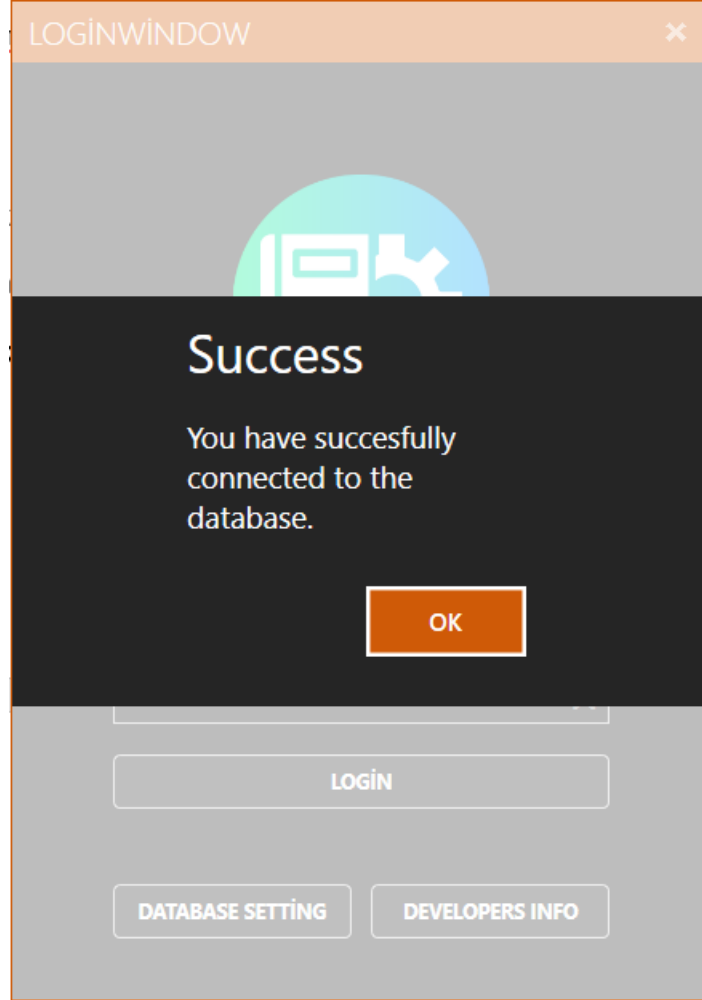 LOGİNWİNDOW
Success
You have succesfully
connected to the
database.
OK
LOGİN
DATABASE SETTİNG
DEVELOPERS INFO